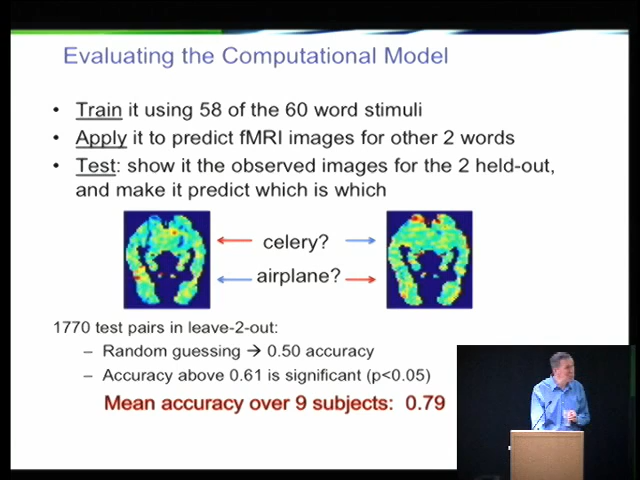 Evaluating the Computational Model
• Train it using 58 of the 60 word stimuli
• Apply it to predict fMRI images for other 2 words
• Test: show it the observed images for the 2 held-out,
and make it predict which is which
celery?
airplane?
1770 test pairs in leave-2-out:
– Random guessing → 0.50 accuracy
– Accuracy above 0.61 is significant (p<0.05)
Mean accuracy over 9 subjects: 0.79